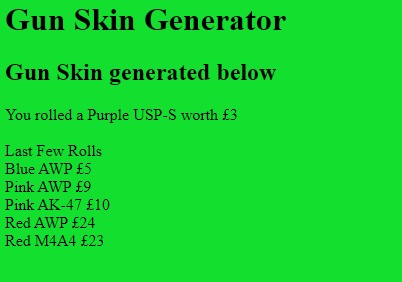 Gun Skin Generator
Gun Skin generated below
You rolled a Purple USP-S worth £3
Last Few Rolls
Blue AWP £5
Pink AWP £9
Pink AK-47 £10
Red AWP £24
Red M4A4 £23